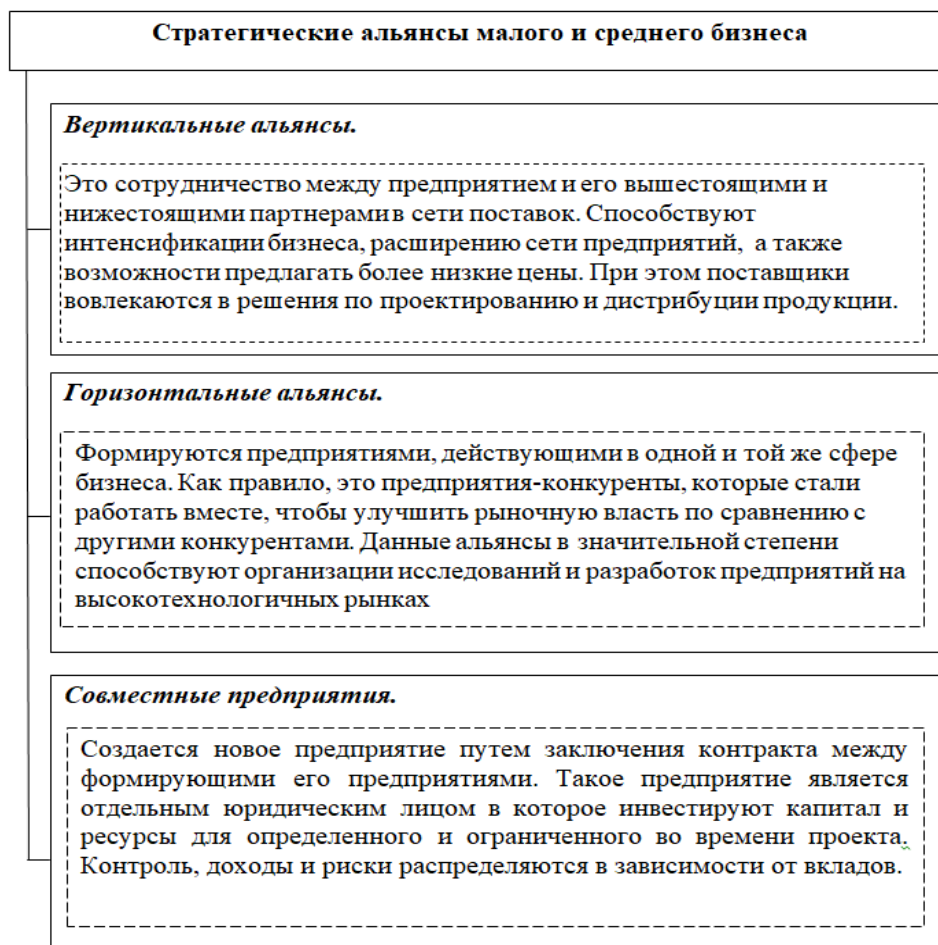 Стратегические альянсы малого и среднего бизнеса
Вертикальные альянсы.
Это сотрудничество между предприятием и его вышестоящими и
нижестоящими партнерами в сети поставок. Способствуют
интенсификации бизнеса, расширению сети предприятий, а также
возможности предлагать более низкие цены. При этом поставщики
вовлекаются в решения по проектированию и дистрибуции продукции.
Горизонтальные альянсы.
Формируются предприятиями, действующими в одной и той же сфере
бизнеса. Как правило, это предприятия-конкуренты, которые стали
работать вместе, чтобы улучшить рыночную власть по сравнению с
другими конкурентами. Данные альянсы в значительной степени
способствуют организации исследований и разработок предприятий на
высокотехнологичных рынках
Совместные предприятия.
Создается новое предприятие путем заключения контракта между
формирующими его предприятиями. Такое предприятие является
отдельным юридическим лицом в которое инвестируют капитал и
ресурсы для определенного и ограниченного во времени проекта.
Контроль, доходы и риски распределяются в зависимости от вкладов.